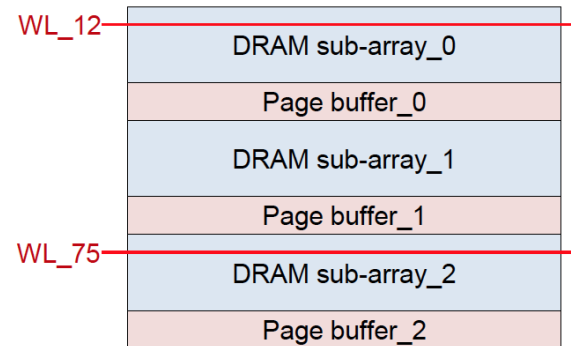 WL_12
DRAM sub-array_0
Page buffer_0
DRAM sub-array_1
Page buffer_1
WL_75
DRAM sub-array_2
Page buffer_2